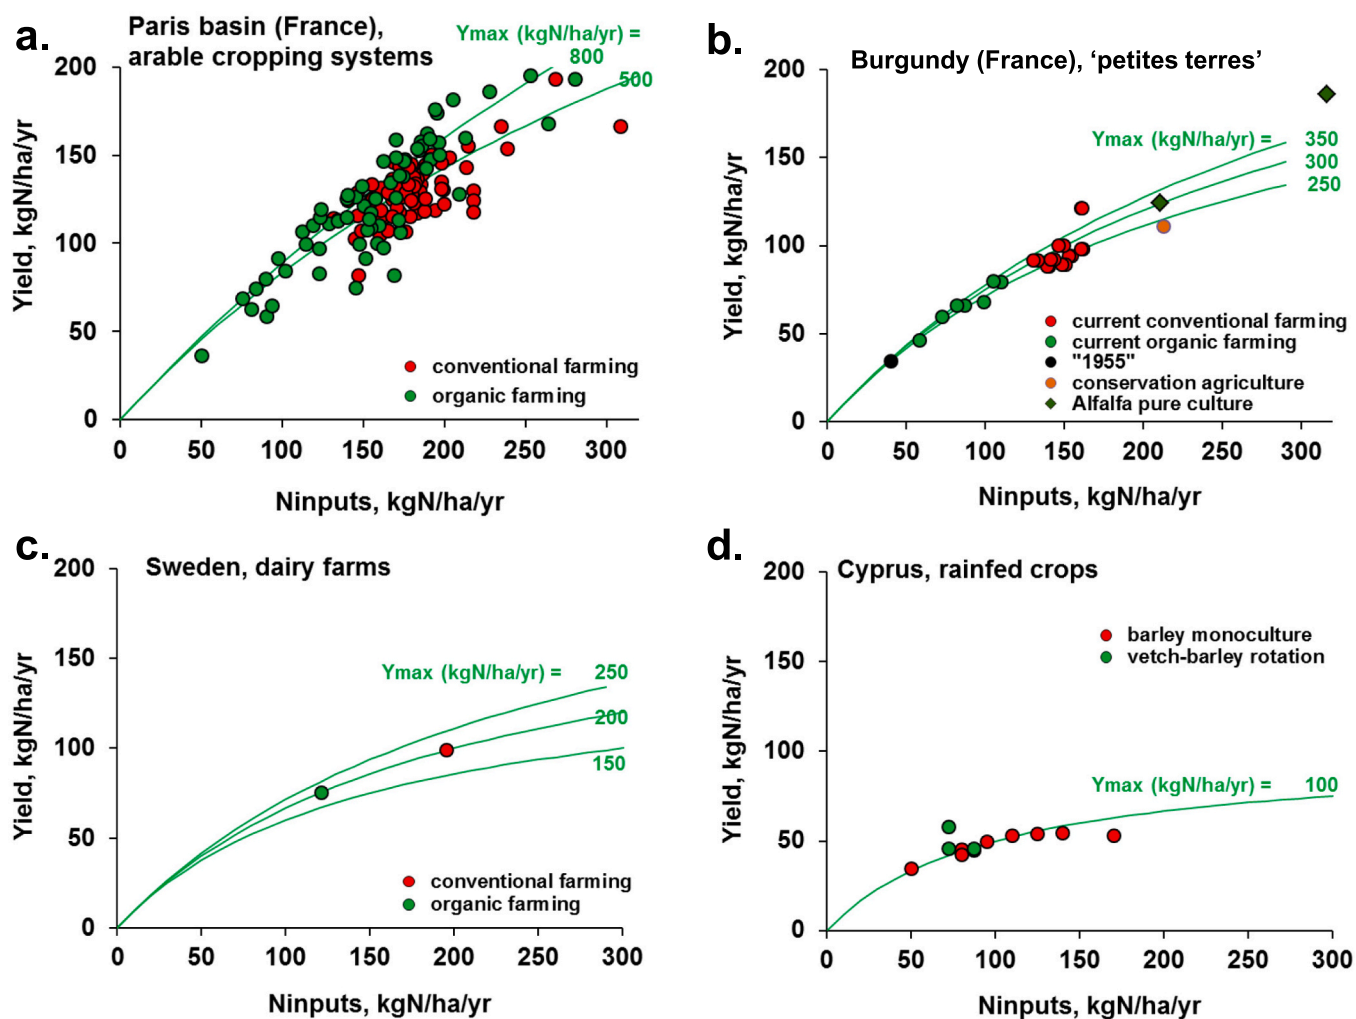 a.
Paris basin (France),
arable cropping systems
Ymax (kgN/ha/yr) =
800
500
200
150
100
50
0
Yield, kgN/ha/yr
conventional farming
organic farming
0 50 100 150 200 250 300
Ninputs, kgN/ha/yr
b.
Burgundy (France), ‘petites terres’
Ymax (kgN/ha/yr) = 350
300
250
200
150
100
50
0
Yield, kgN/ha/yr
current conventional farming
current organic farming
"1955"
conservation agriculture
Alfalfa pure culture
0 50 100 150 200 250 300
Ninputs, kgN/ha/yr
c.
Sweden, dairy farms
Ymax (kgN/ha/yr) = 250
200
150
200
150
100
50
0
Yield, kgN/ha/yr
conventional farming
organic farming
0 50 100 150 200 250 300
Ninputs, kgN/ha/yr
d.
Cyprus, rainfed crops
barley monoculture
vetch-barley rotation
Ymax (kgN/ha/yr) = 100
200
150
100
50
0
Yield, kgN/ha/yr
0 50 100 150 200 250 300
Ninputs, kgN/ha/yr